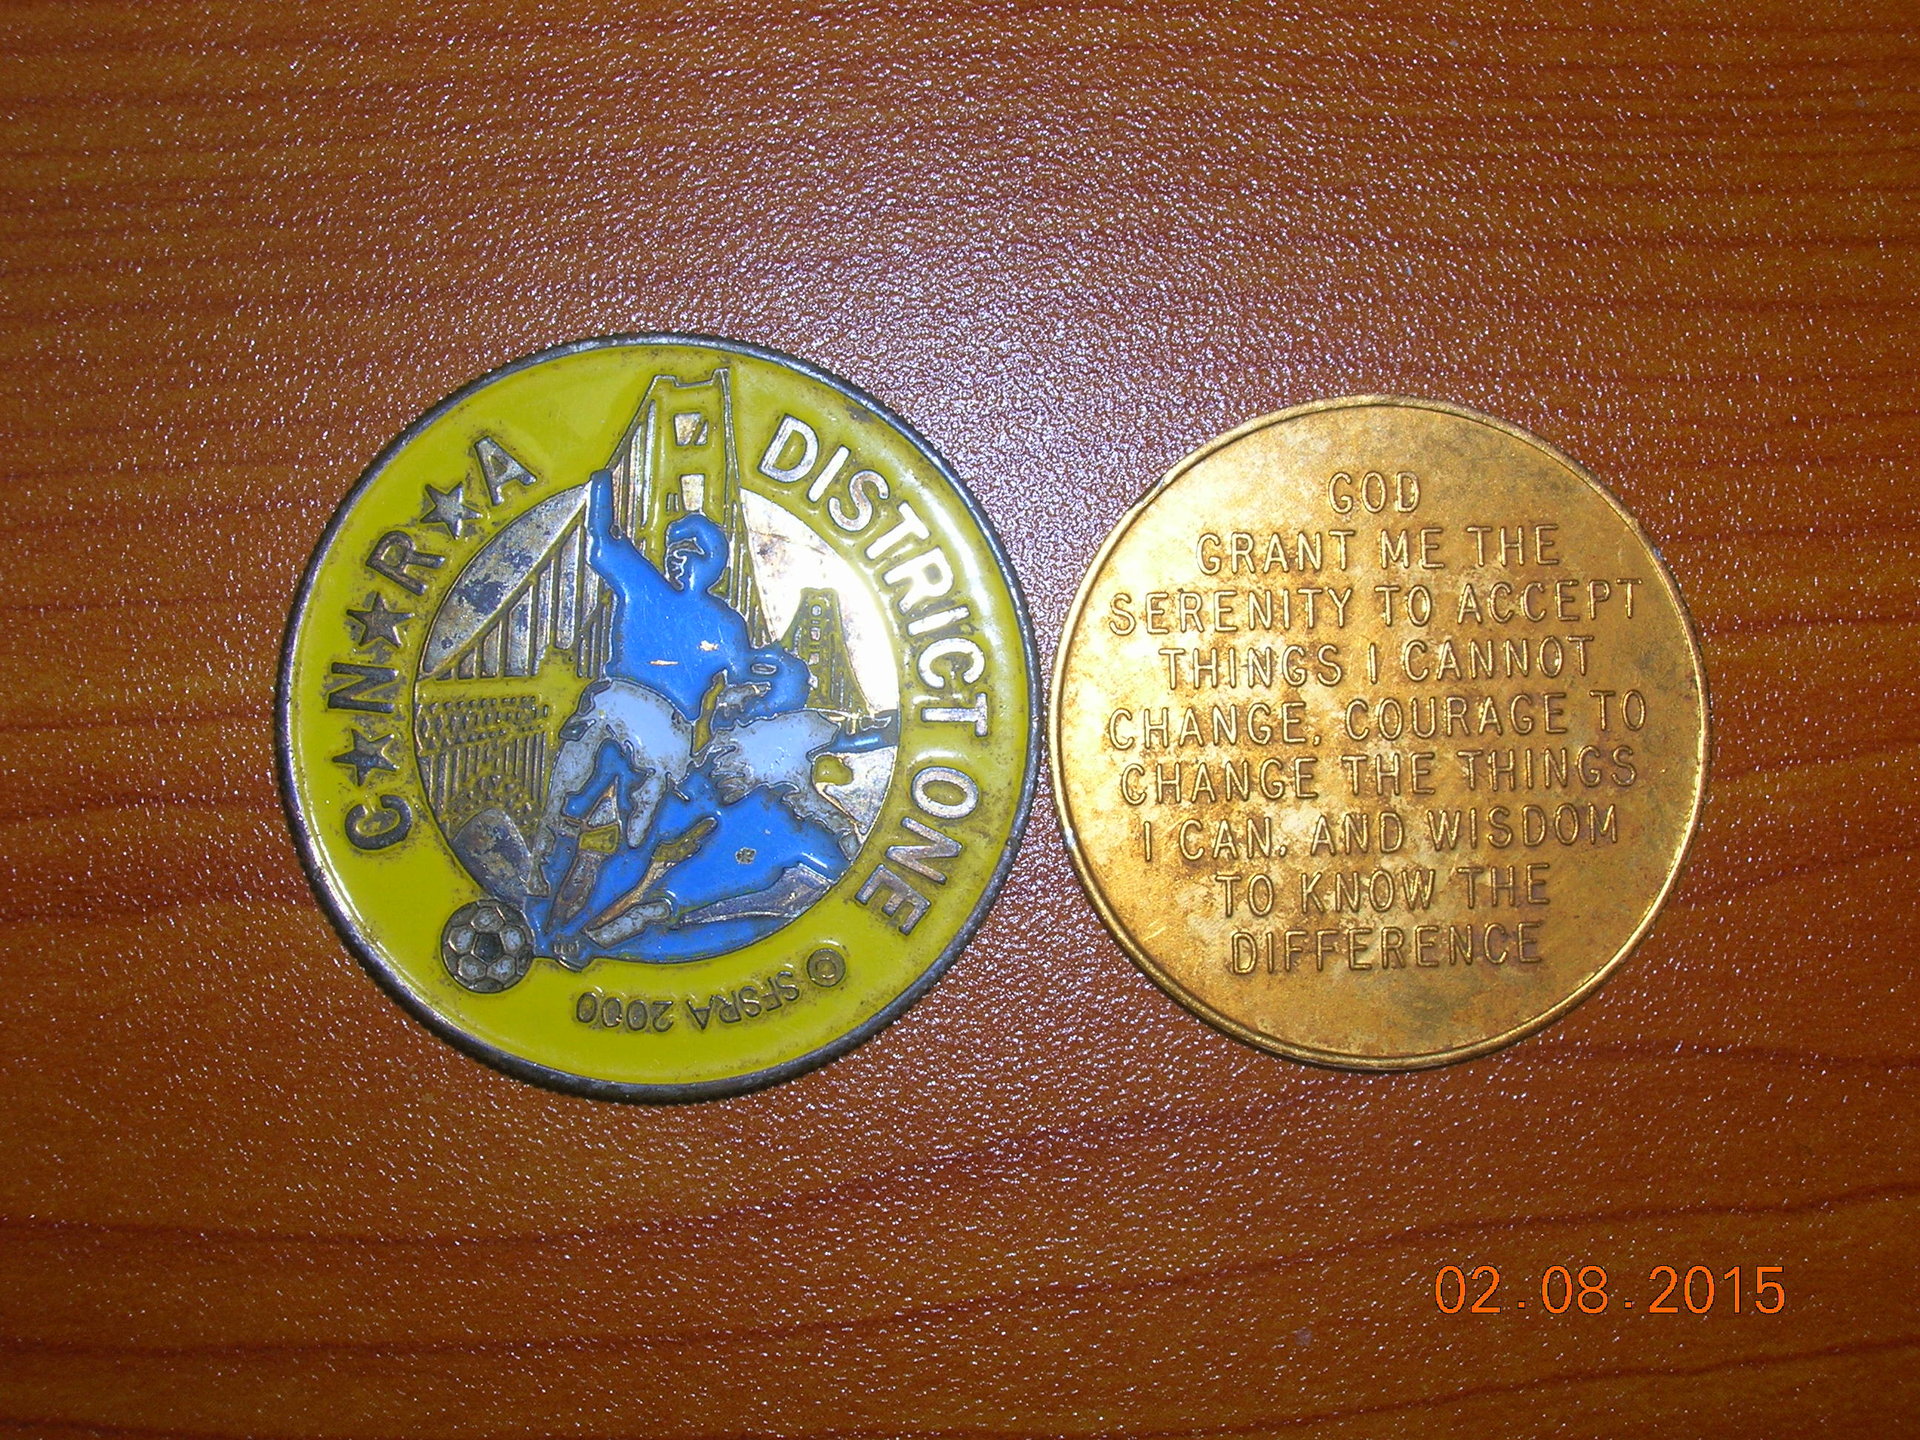 C★N★R★A
DISTRICT ONE
© SFSRA 2000
GOD
GRANT ME THE
SERENITY TO ACCEPT
THINGS I CANNOT
CHANGE, COURAGE TO
CHANGE THE THINGS
I CAN, AND WISDOM
TO KNOW THE
DIFFERENCE
02.08.2015